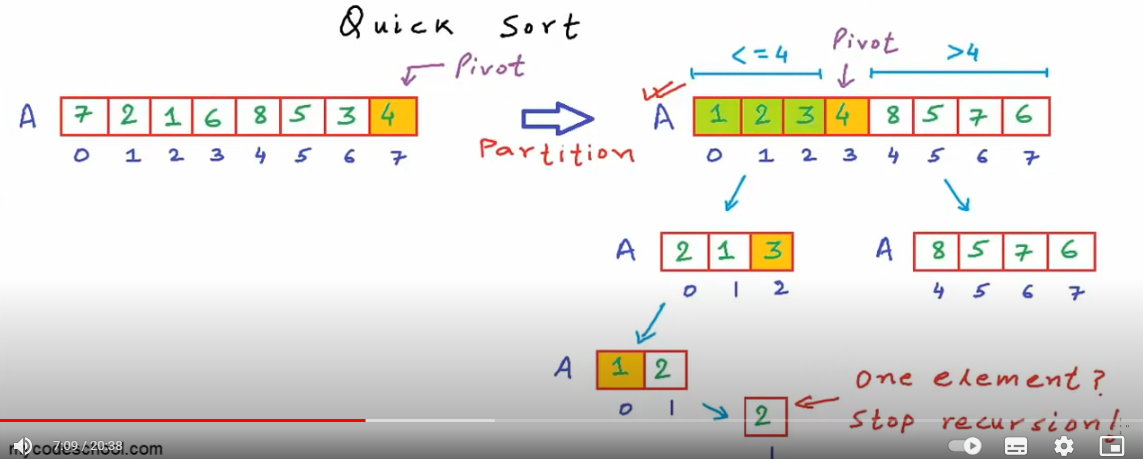 Quick Sort
Pivot
A 7 2 1 6 8 5 3 4
0 1 2 3 4 5 6 7
Partition
<=4 Pivot >4
A 1 2 3 4 8 5 7 6
0 1 2 3 4 5 6 7
A 2 1 3
0 1 2
A 8 5 7 6
4 5 6 7
A 1 2
0 1
2
1
One element?
Stop recursion!
7:09 / 20:38
mycodeschool.com